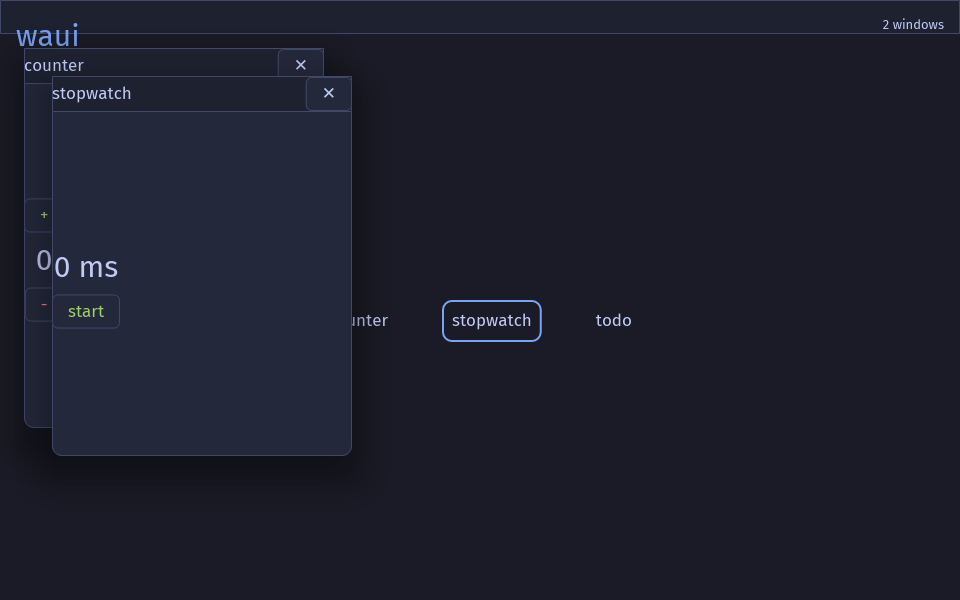 waui
2 windows
counter ✕
stopwatch ✕
+
0
0 ms
-
start
unter stopwatch todo